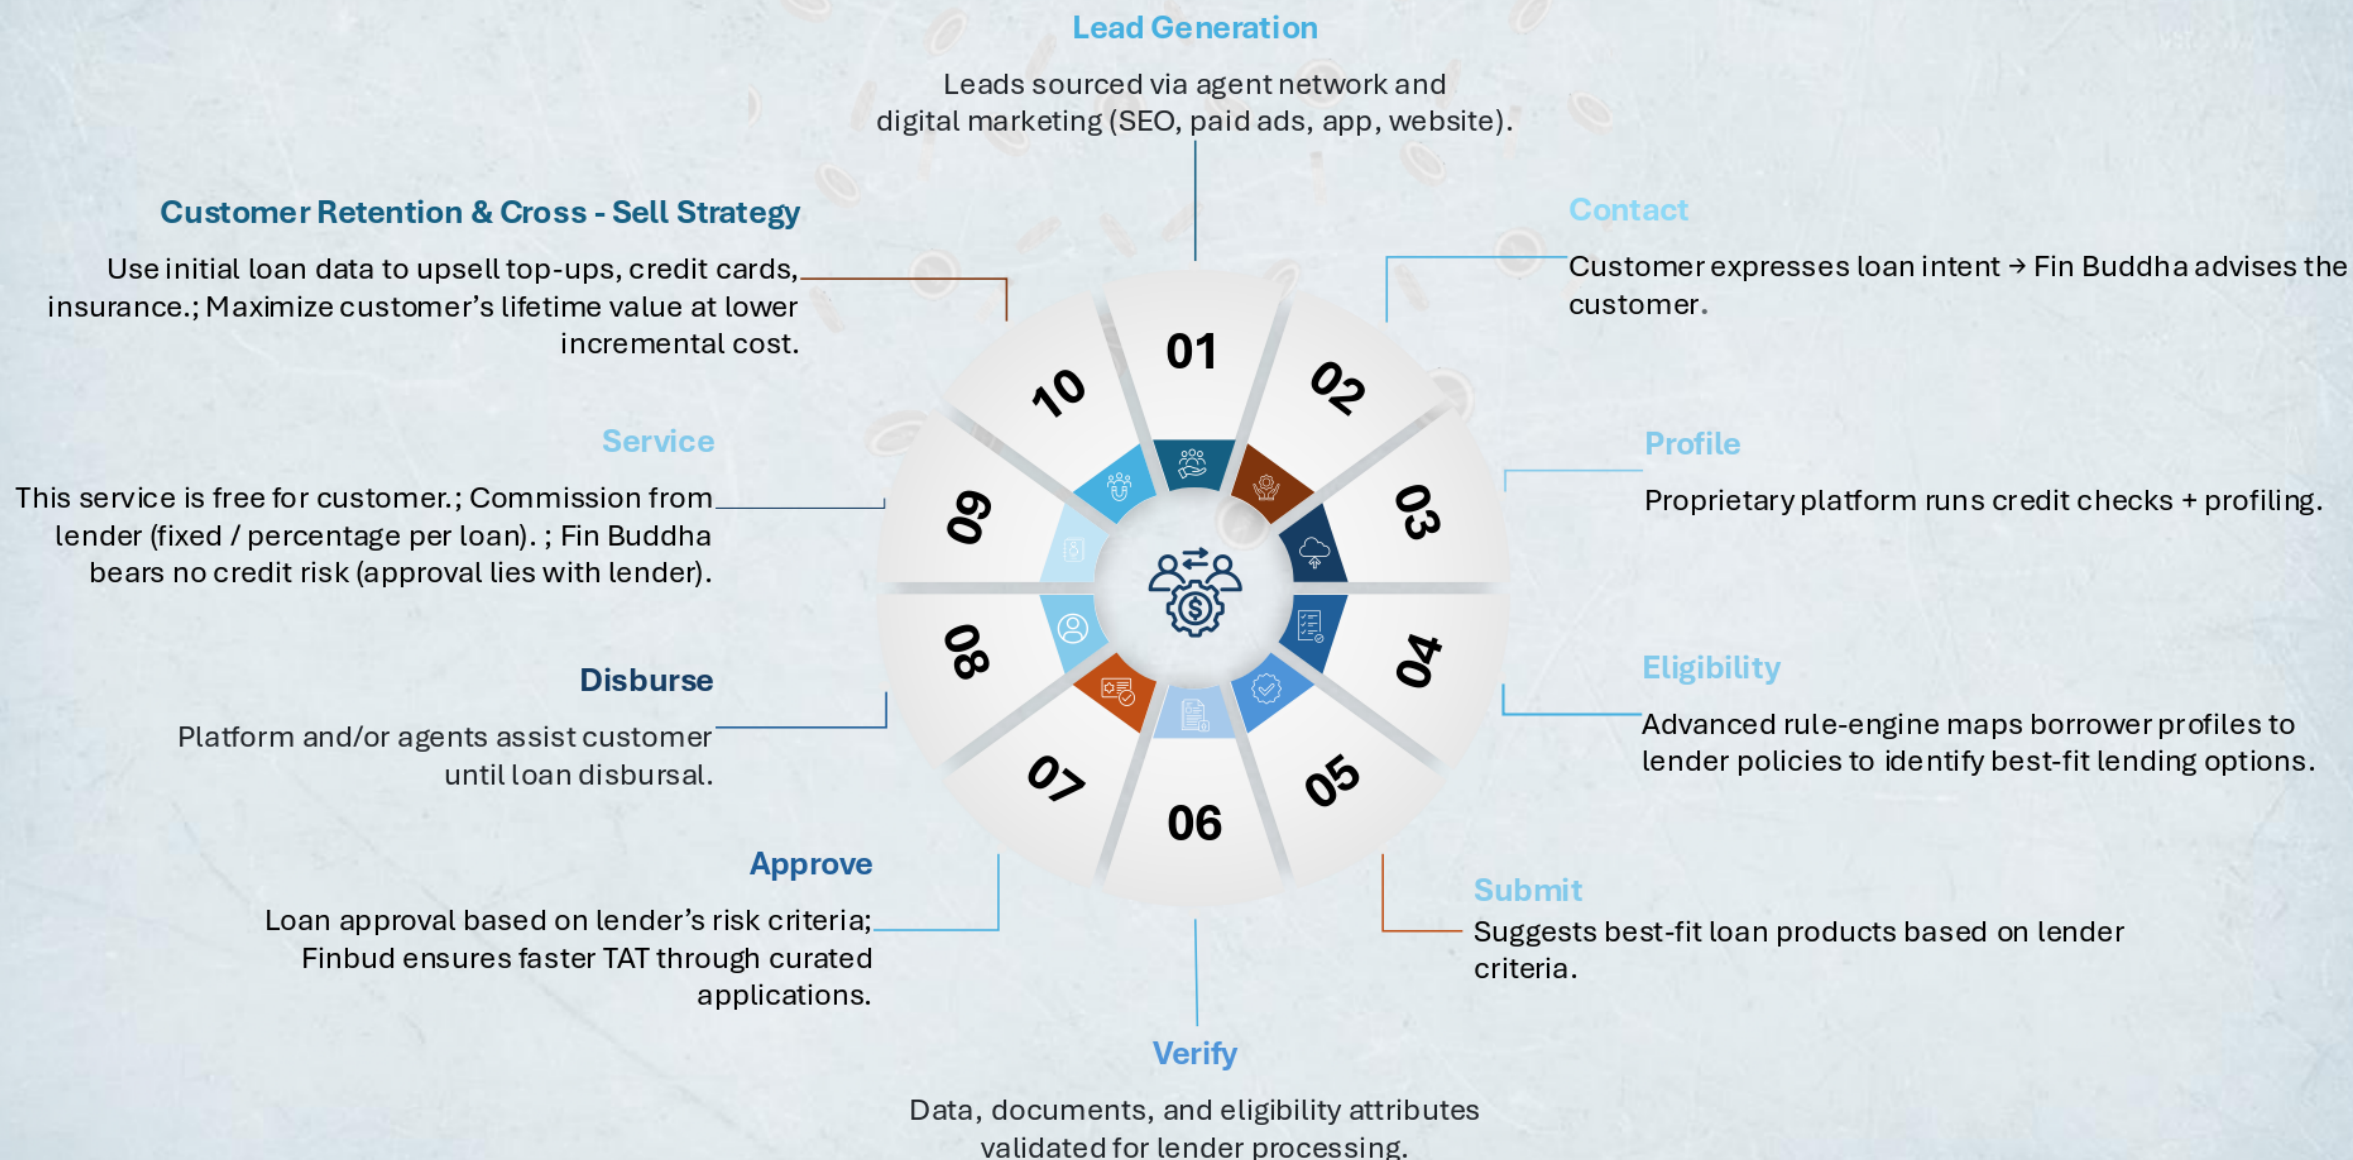 Lead Generation
Leads sourced via agent network and
digital marketing (SEO, paid ads, app, website).
01
Contact
Customer expresses loan intent → Fin Buddha advises the
customer.
02
Profile
Proprietary platform runs credit checks + profiling.
03
Eligibility
Advanced rule-engine maps borrower profiles to
lender policies to identify best-fit lending options.
04
Submit
Suggests best-fit loan products based on lender
criteria.
05
Verify
Data, documents, and eligibility attributes
validated for lender processing.
06
Approve
Loan approval based on lender’s risk criteria;
Finbud ensures faster TAT through curated
applications.
07
Disburse
Platform and/or agents assist customer
until loan disbursal.
08
Service
This service is free for customer.; Commission from
lender (fixed / percentage per loan). ; Fin Buddha
bears no credit risk (approval lies with lender).
09
Customer Retention & Cross - Sell Strategy
Use initial loan data to upsell top-ups, credit cards,
insurance.; Maximize customer’s lifetime value at lower
incremental cost.
10
$